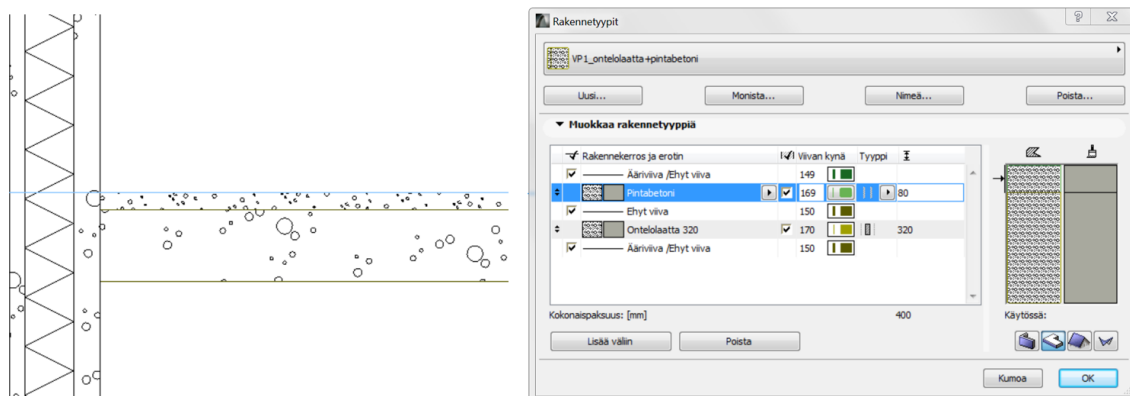 Rakennetyypit
VP1_ontelolaatta+pintabetoni
Uusi... Monista... Nimeä... Poista...
Muokkaa rakennetyyppiä
Rakennekerros ja erotin Viivan kynä Tyyppi
Ääriviiva /Ehyt viiva 149
Pintabetoni 169 80
Ehyt viiva 150
Ontelolaatta 320 170 320
Ääriviiva /Ehyt viiva 150
Kokonaispaksuus: [mm] 400 Käytössä:
Lisää väliin Poista
Kumoa OK